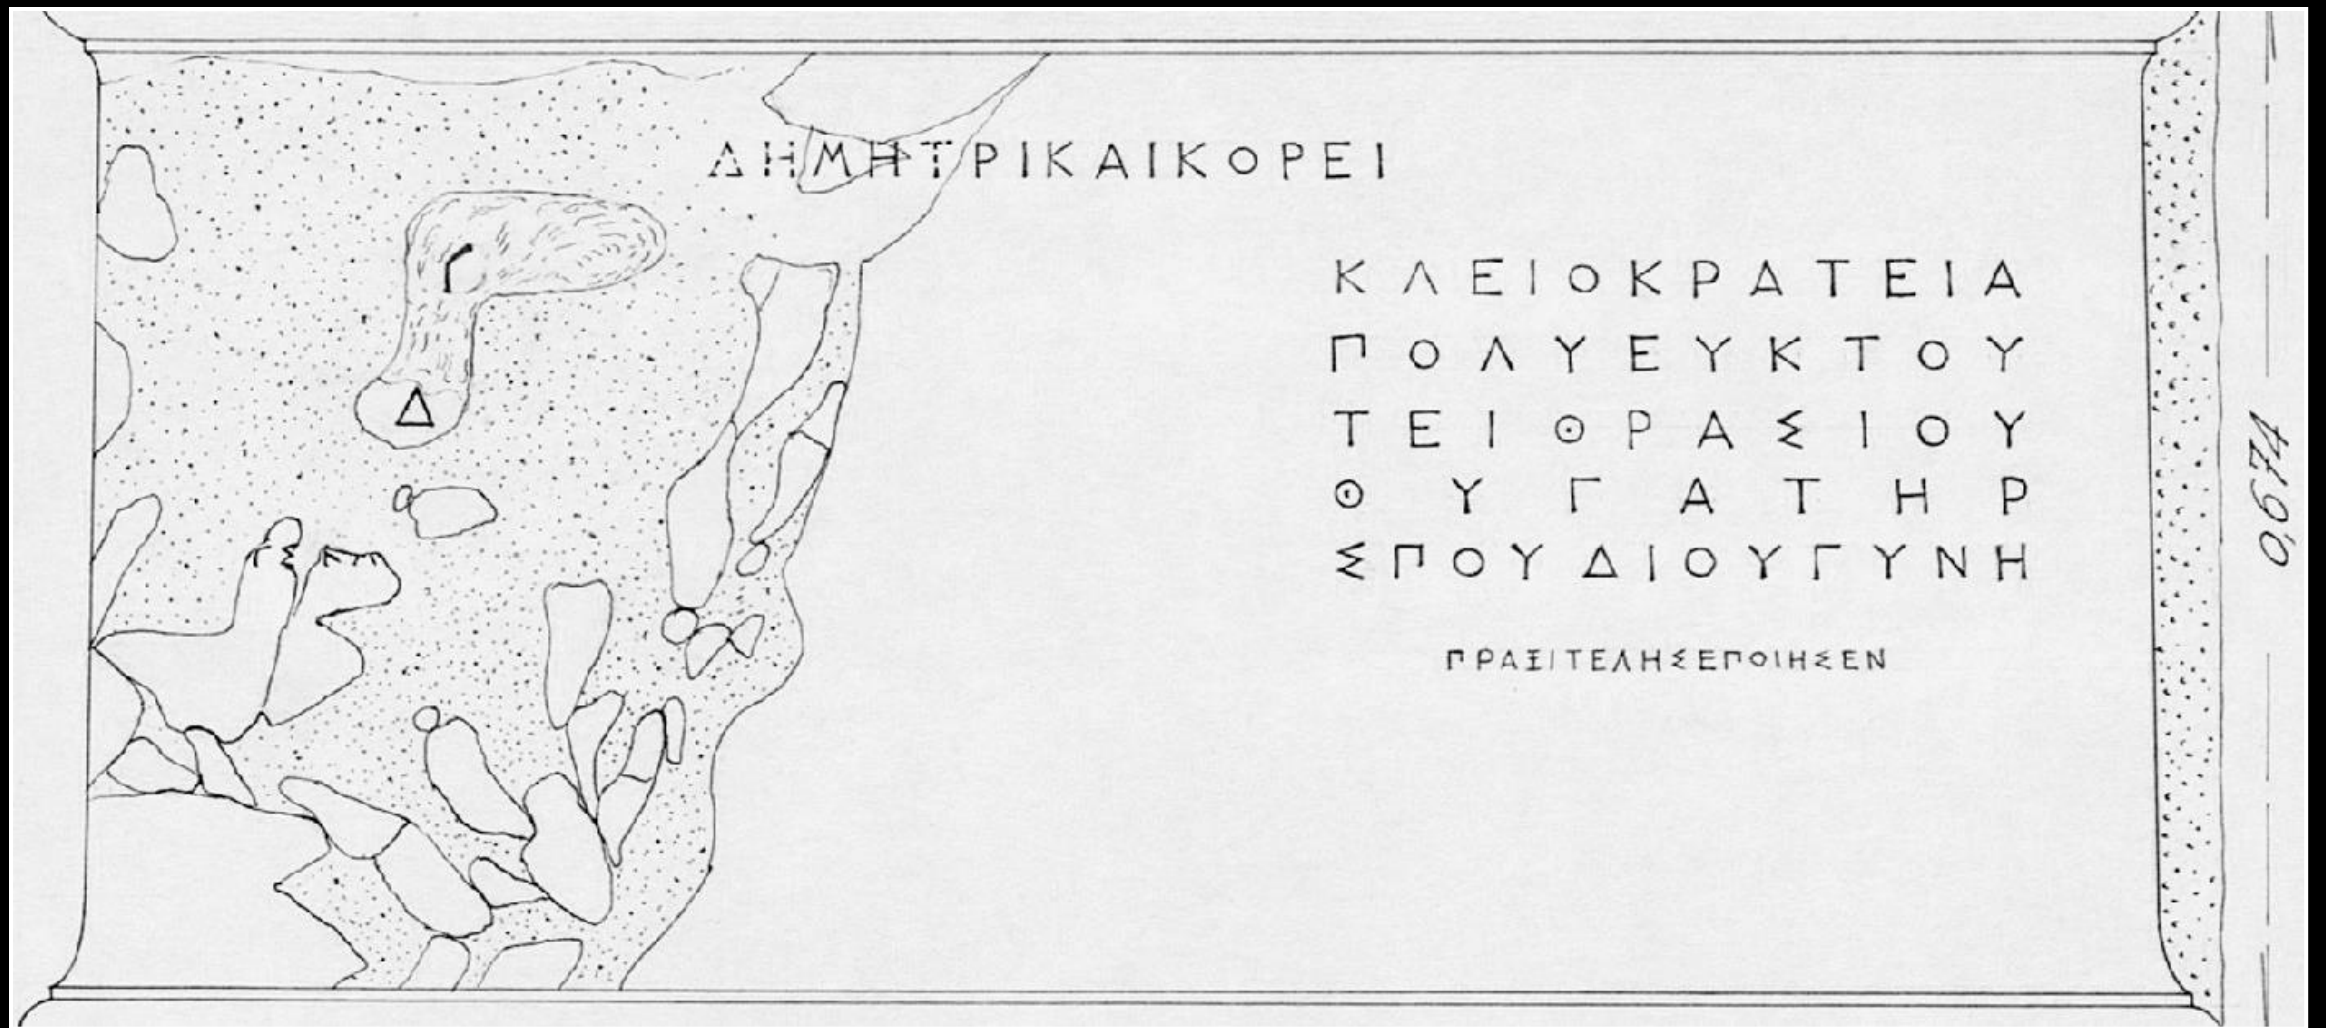 ΔΗΜΗΤΡΙΚΑΙΚΟΡΕΙ
ΚΛΕΙΟΚΡΑΤΕΙΑ
ΠΟΛΥΕΥΚΤΟΥ
ΤΕΙΘΡΑΣΙΟΥ
ΘΥΓΑΤΗΡ
ΣΠΟΥΔΙΟΥΓΥΝΗ
ΠΡΑΞΙΤΕΛΗΣΕΠΟΙΗΣΕΝ
Δ
0,674